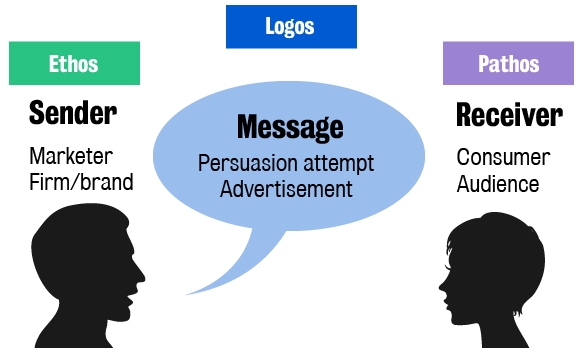 Logos
Ethos
Pathos
Sender
Marketer
Firm/brand
Message
Persuasion attempt
Advertisement
Receiver
Consumer
Audience